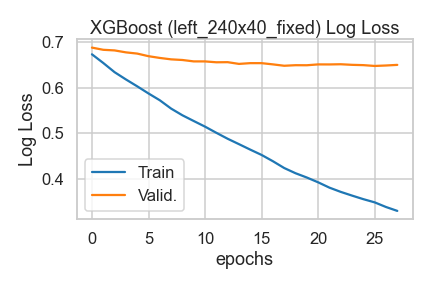 XGBoost (left_240x40_fixed) Log Loss
0.7
0.6
0.5
0.4
Log Loss
Train
Valid.
0 5 10 15 20 25
epochs